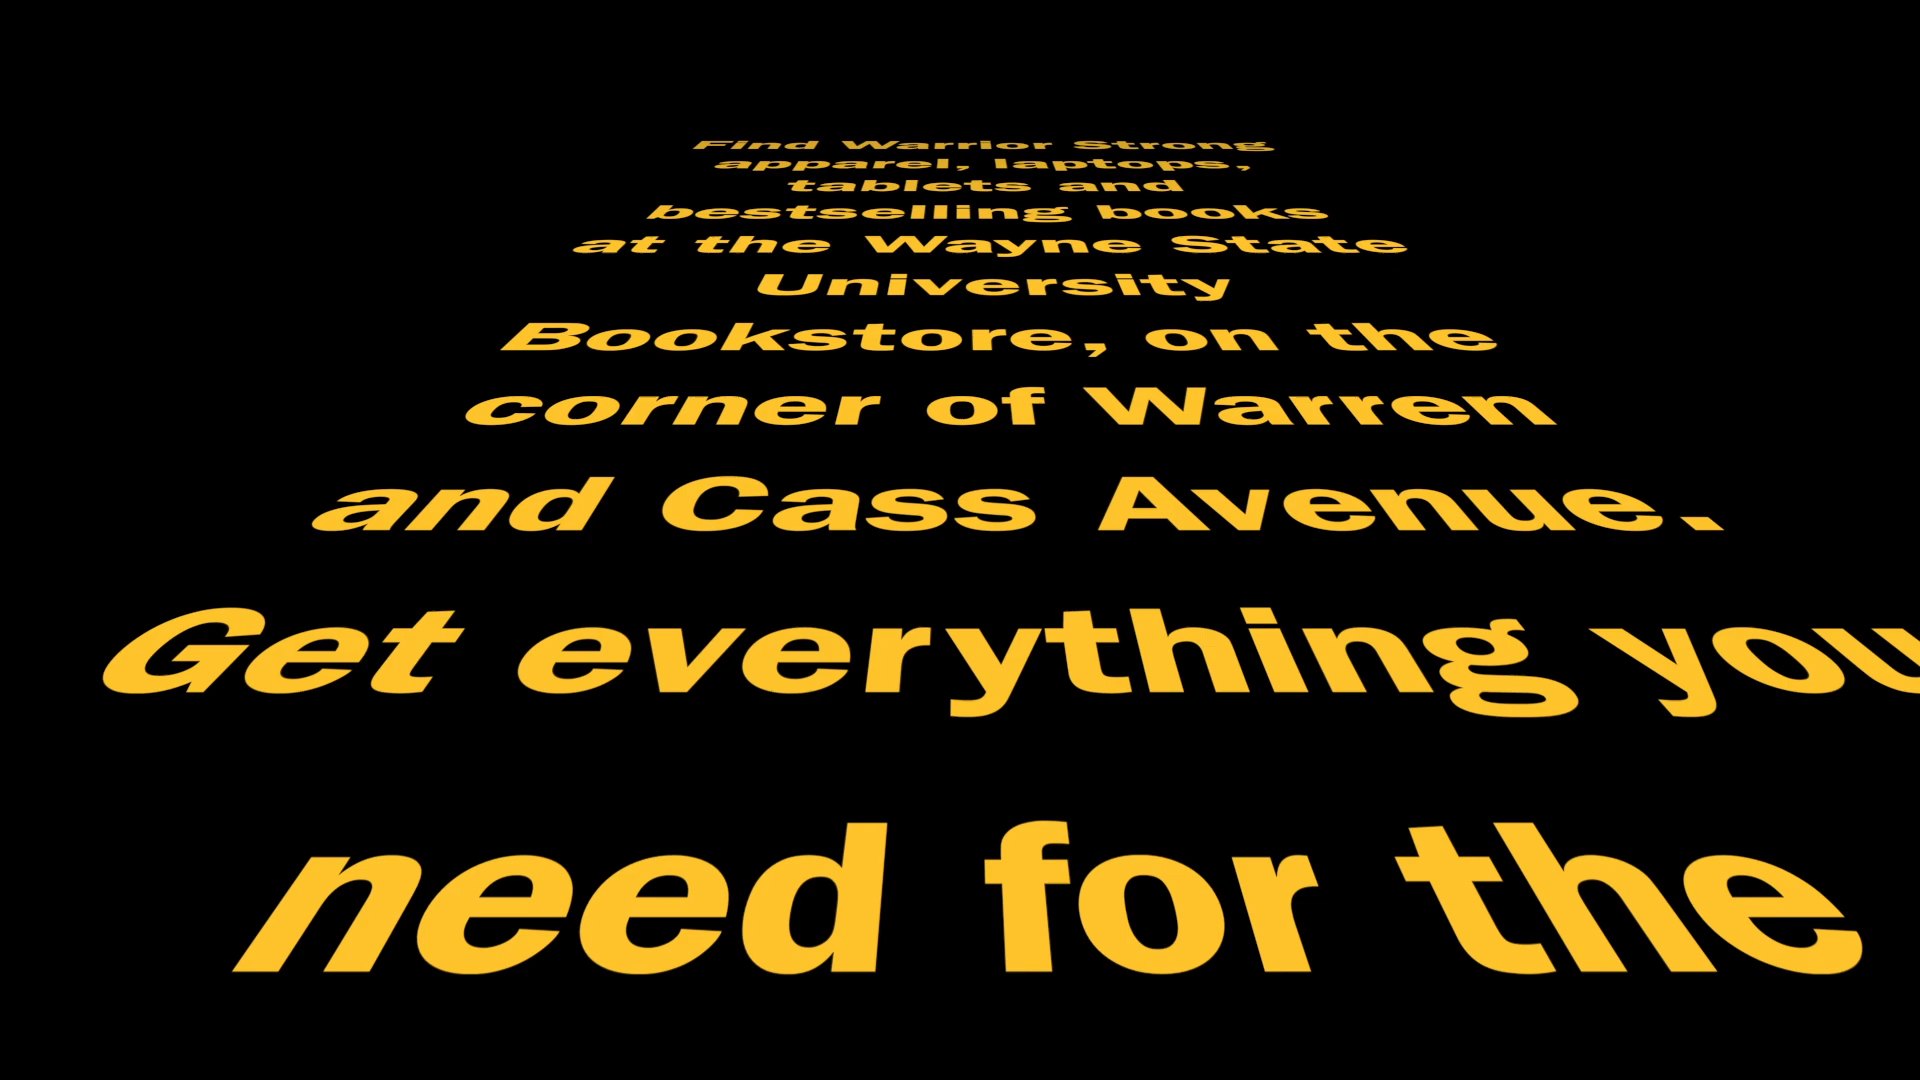 Find Warrior Strong
apparel, laptops,
tablets and
bestselling books
at the Wayne State
University
Bookstore, on the
corner of Warren
and Cass Avenue.
Get everything you
need for the